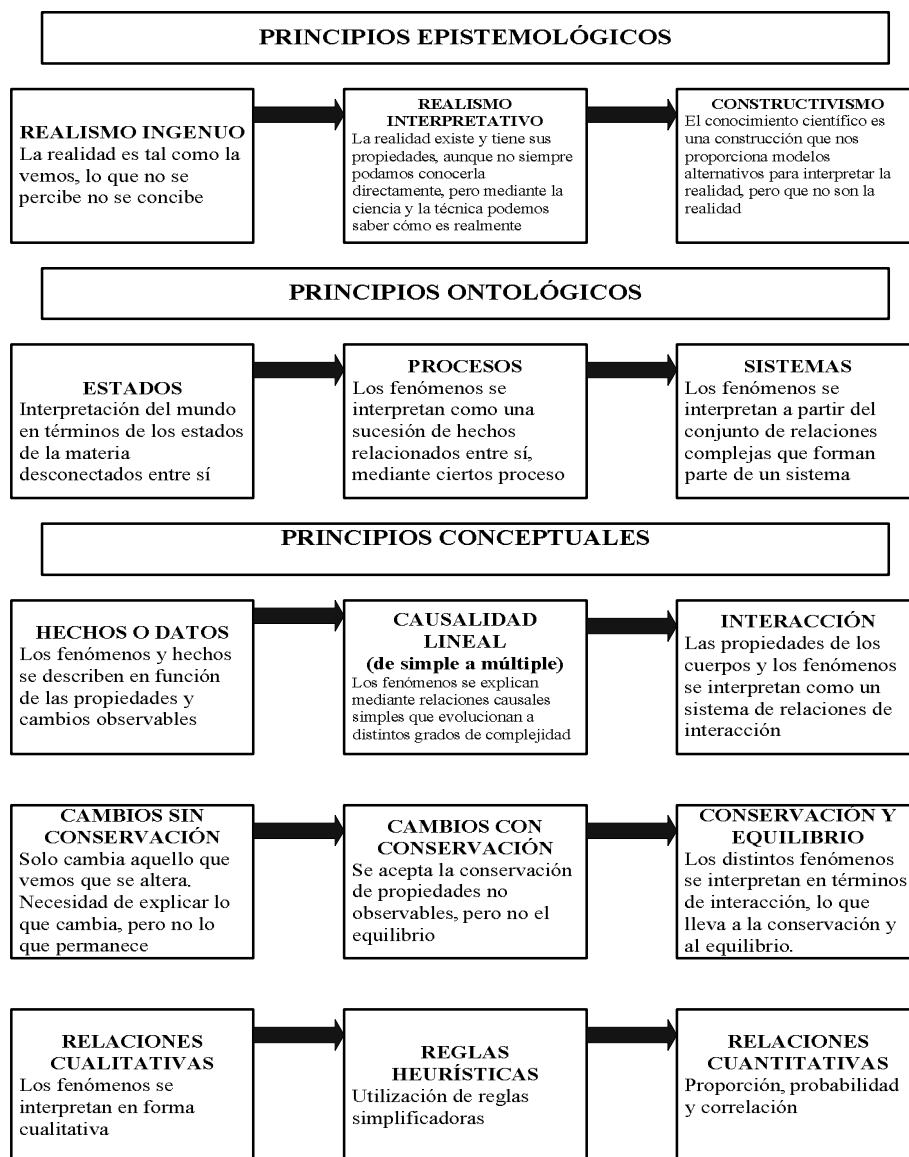 PRINCIPIOS EPISTEMOLÓGICOS
REALISMO INGENUO
La realidad es tal como la
vemos, lo que no se
percibe no se concibe
REALISMO
INTERPRETATIVO
La realidad existe y tiene sus
propiedades, aunque no siempre
podamos conocerla
directamente, pero mediante la
ciencia y la técnica podemos
saber cómo es realmente
CONSTRUCTIVISMO
El conocimiento científico es
una construcción que nos
proporciona modelos
alternativos para interpretar la
realidad, pero que no son la
realidad
PRINCIPIOS ONTOLÓGICOS
ESTADOS
Interpretación del mundo
en términos de los estados
de la materia
desconectados entre sí
PROCESOS
Los fenómenos se
interpretan como una
sucesión de hechos
relacionados entre sí,
mediante ciertos proceso
SISTEMAS
Los fenómenos se
interpretan a partir del
conjunto de relaciones
complejas que forman
parte de un sistema
PRINCIPIOS CONCEPTUALES
HECHOS O DATOS
Los fenómenos y hechos
se describen en función
de las propiedades y
cambios observables
CAUSALIDAD
LINEAL
(de simple a múltiple)
Los fenómenos se explican
mediante relaciones causales
simples que evolucionan a
distintos grados de complejidad
INTERACCIÓN
Las propiedades de los
cuerpos y los fenómenos
se interpretan como un
sistema de relaciones de
interacción
CAMBIOS SIN
CONSERVACIÓN
Solo cambia aquello que
vemos que se altera.
Necesidad de explicar lo
que cambia, pero no lo
que permanece
CAMBIOS CON
CONSERVACIÓN
Se acepta la conservación
de propiedades no
observables, pero no el
equilibrio
CONSERVACIÓN Y
EQUILIBRIO
Los distintos fenómenos
se interpretan en términos
de interacción, lo que
lleva a la conservación y
al equilibrio.
RELACIONES
CUALITATIVAS
Los fenómenos se
interpretan en forma
cualitativa
REGLAS
HEURÍSTICAS
Utilización de reglas
simplificadoras
RELACIONES
CUANTITATIVAS
Proporción, probabilidad
y correlación